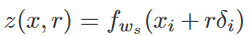 z(x, r) = f_{w_s}(x_i + rδ_i)